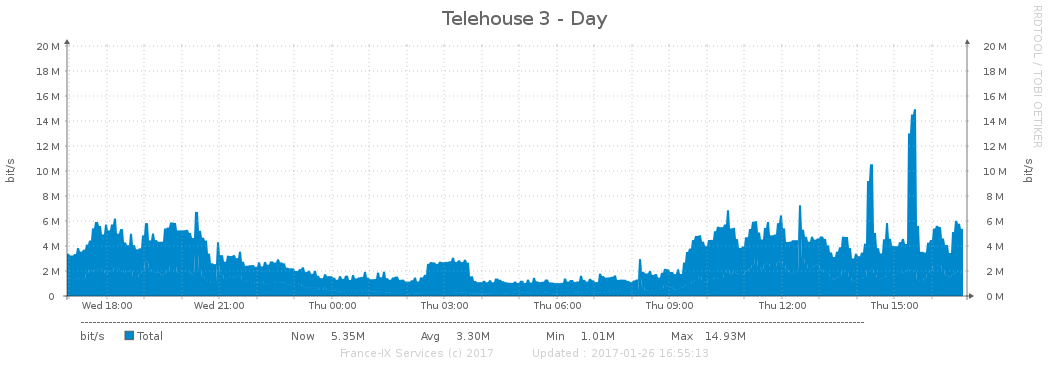 Telehouse 3 - Day
RRDTOOL / TOBI OETIKER
bit/s
20 M 20 M
18 M 18 M
16 M 16 M
14 M 14 M
12 M 12 M
10 M 10 M
8 M 8 M
6 M 6 M
4 M 4 M
2 M 2 M
0 0 M
bit/s
Wed 18:00 Wed 21:00 Thu 00:00 Thu 03:00 Thu 06:00 Thu 09:00 Thu 12:00 Thu 15:00
bit/s Total Now 5.35M Avg 3.30M Min 1.01M Max 14.93M
France-IX Services (c) 2017 Updated : 2017-01-26 16:55:13